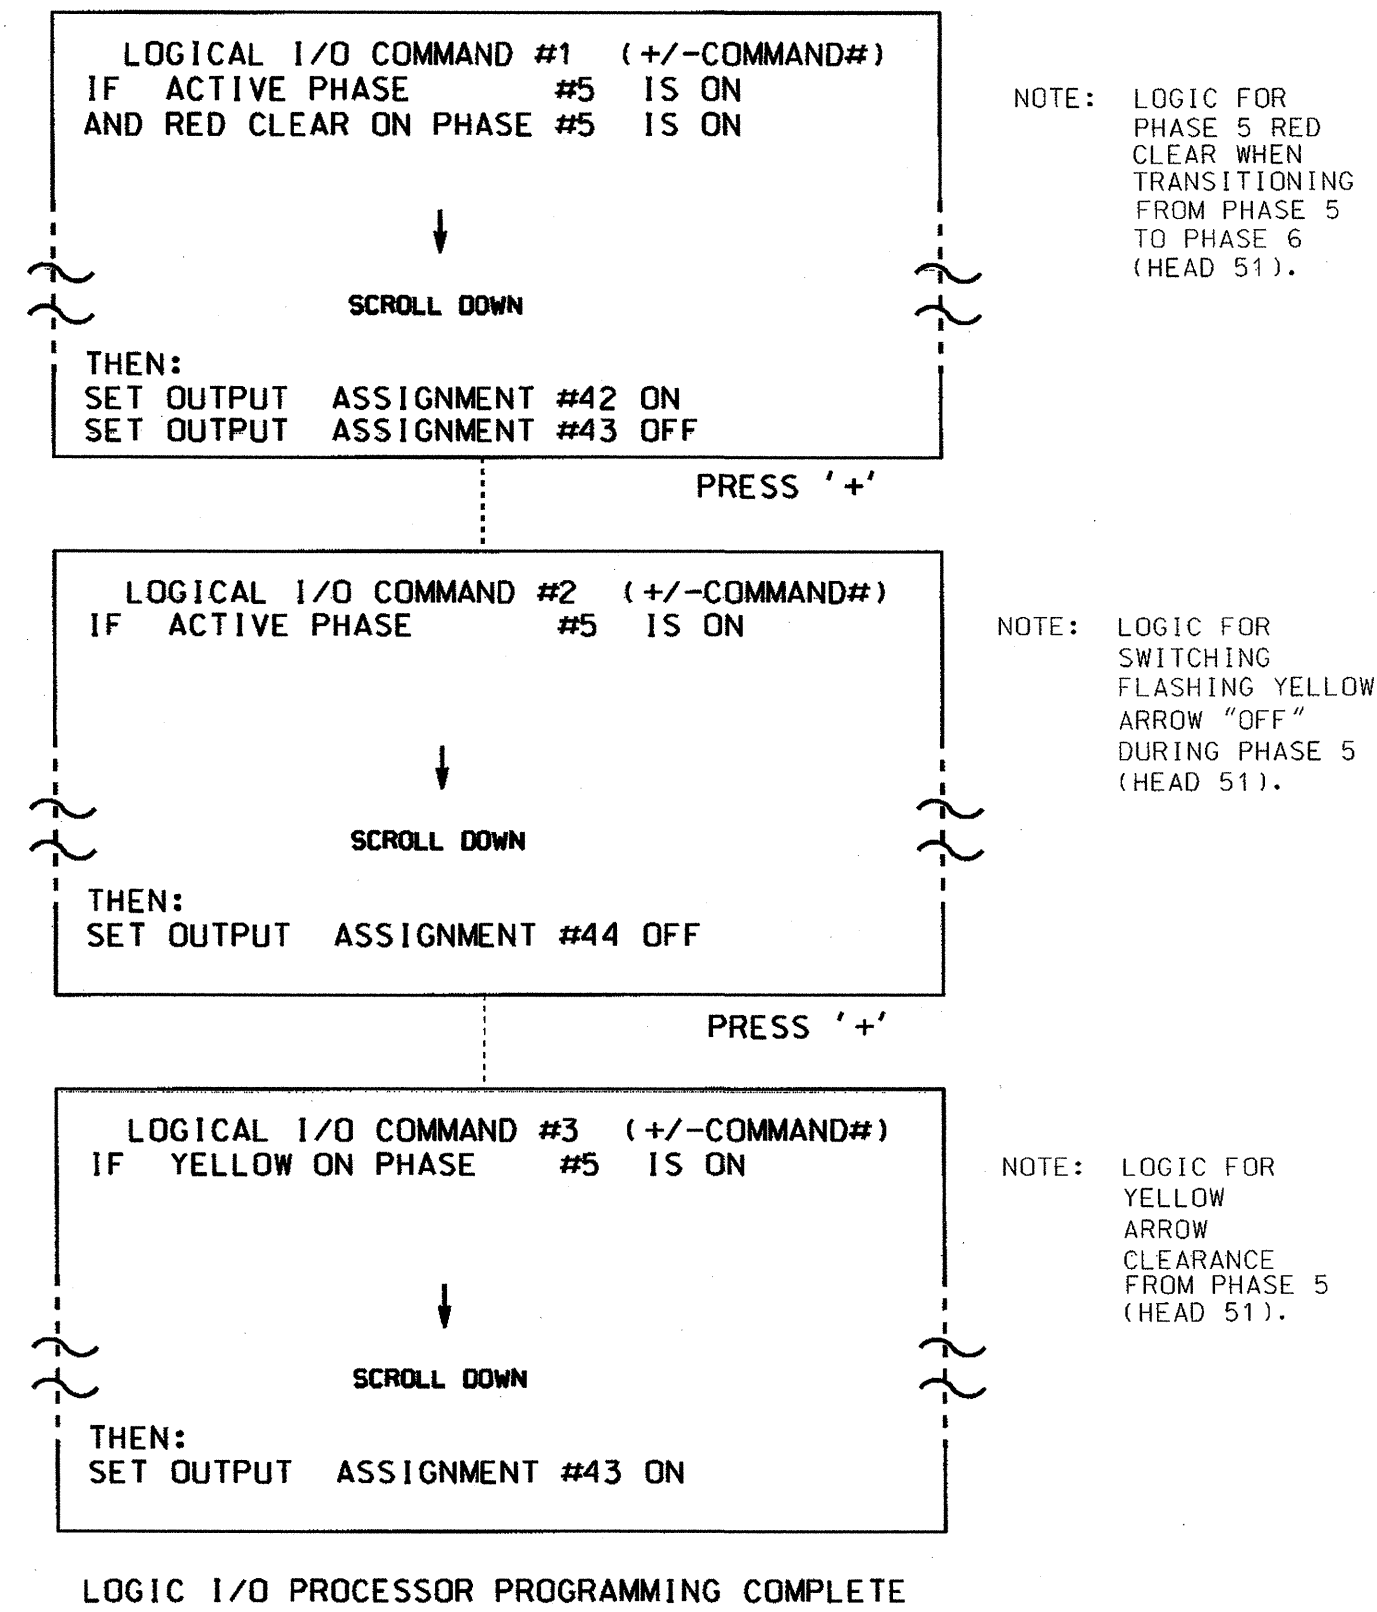 LOGICAL I/O COMMAND #1 (+/-COMMAND#)
IF ACTIVE PHASE #5 IS ON
AND RED CLEAR ON PHASE #5 IS ON
SCROLL DOWN
THEN:
SET OUTPUT ASSIGNMENT #42 ON
SET OUTPUT ASSIGNMENT #43 OFF
NOTE: LOGIC FOR
PHASE 5 RED
CLEAR WHEN
TRANSITIONING
FROM PHASE 5
TO PHASE 6
(HEAD 51).
PRESS '+'
LOGICAL I/O COMMAND #2 (+/-COMMAND#)
IF ACTIVE PHASE #5 IS ON
SCROLL DOWN
THEN:
SET OUTPUT ASSIGNMENT #44 OFF
NOTE: LOGIC FOR
SWITCHING
FLASHING YELLOW
ARROW "OFF"
DURING PHASE 5
(HEAD 51).
PRESS '+'
LOGICAL I/O COMMAND #3 (+/-COMMAND#)
IF YELLOW ON PHASE #5 IS ON
SCROLL DOWN
THEN:
SET OUTPUT ASSIGNMENT #43 ON
NOTE: LOGIC FOR
YELLOW
ARROW
CLEARANCE
FROM PHASE 5
(HEAD 51).
LOGIC I/O PROCESSOR PROGRAMMING COMPLETE